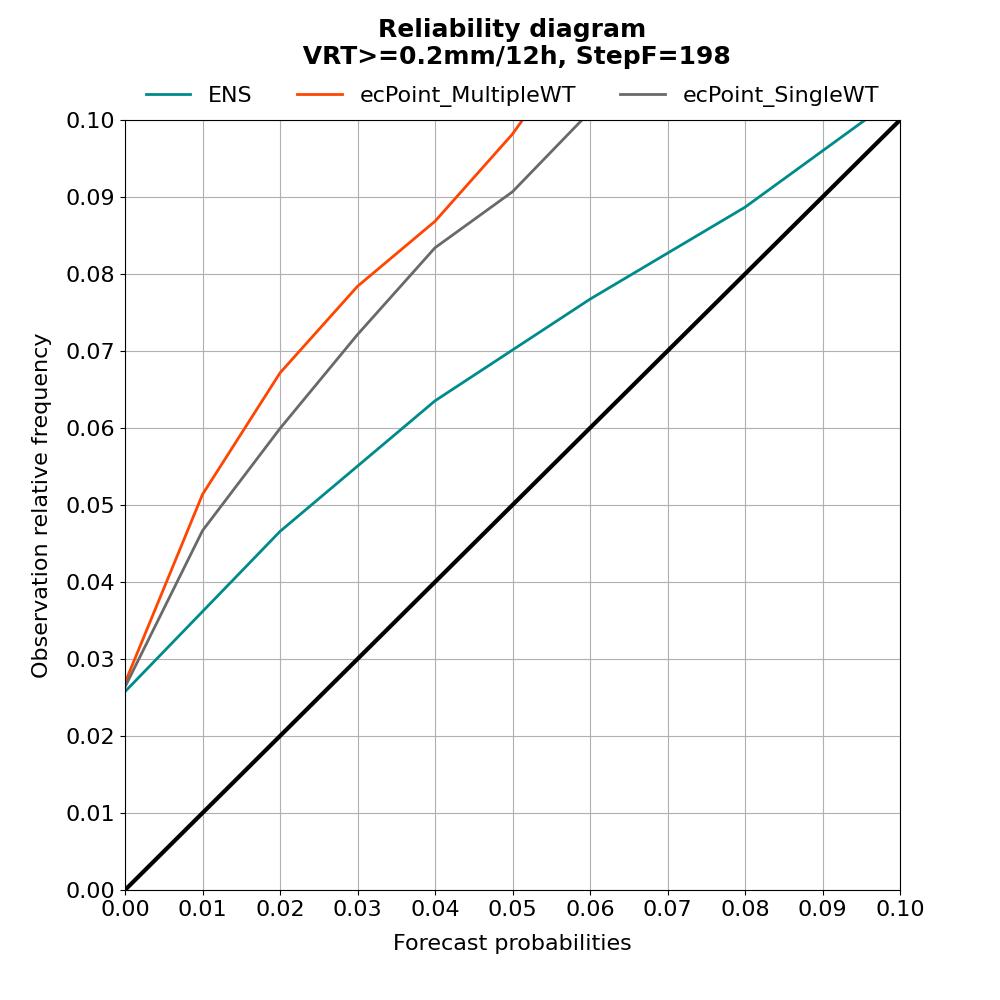 Reliability diagram
VRT>=0.2mm/12h, StepF=198
ENS ecPoint_MultipleWT ecPoint_SingleWT
0.10
0.09
0.08
0.07
0.06
0.05
0.04
0.03
0.02
0.01
0.00
Observation relative frequency
0.00 0.01 0.02 0.03 0.04 0.05 0.06 0.07 0.08 0.09 0.10
Forecast probabilities